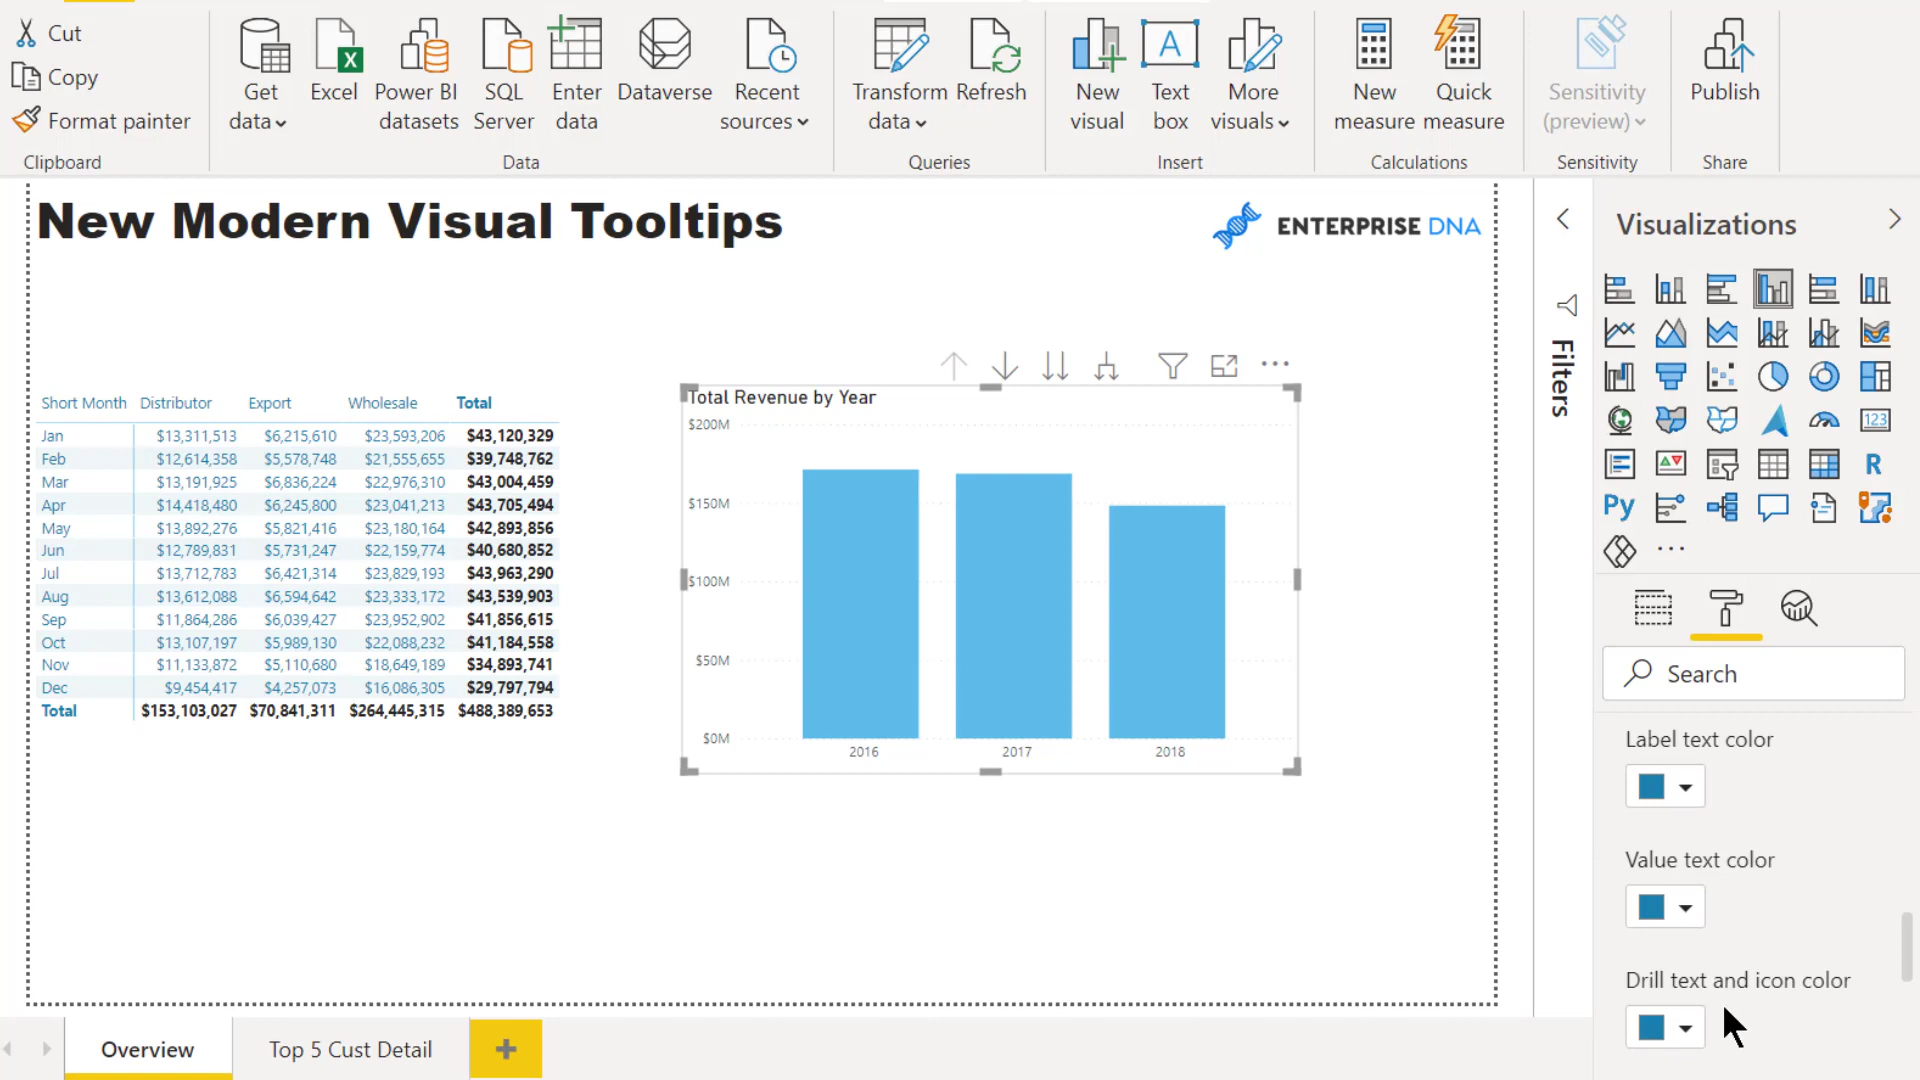 Cut
Copy
Format painter
Clipboard
Get data
Excel
Power BI datasets
SQL Server
Enter data
Dataverse
Recent sources
Data
Transform data
Refresh
Queries
New visual
Text box
More visuals
Insert
New measure
Quick measure
Calculations
Sensitivity (preview)
Sensitivity
Publish
Share
New Modern Visual Tooltips
ENTERPRISE DNA
Short Month Distributor Export Wholesale Total
Jan $13,311,513 $6,215,610 $23,593,206 $43,120,329
Feb $12,614,358 $5,578,748 $21,555,655 $39,748,762
Mar $13,191,925 $6,836,224 $22,976,310 $43,004,459
Apr $14,418,480 $6,245,800 $23,041,213 $43,705,494
May $13,892,276 $5,821,416 $23,180,164 $42,893,856
Jun $12,789,831 $5,731,247 $22,159,774 $40,680,852
Jul $13,712,783 $6,421,314 $23,829,193 $43,963,290
Aug $13,612,088 $6,594,642 $23,333,172 $43,539,903
Sep $11,864,286 $6,039,427 $23,952,902 $41,856,615
Oct $13,107,197 $5,989,130 $22,088,232 $41,184,558
Nov $11,133,872 $5,110,680 $18,649,189 $34,893,741
Dec $9,454,417 $4,257,073 $16,086,305 $29,797,794
Total $153,103,027 $70,841,311 $264,445,315 $488,389,653
Total Revenue by Year
$200M
$150M
$100M
$50M
$0M
2016 2017 2018
Filters
Visualizations
123
R
Py
Search
Label text color
Value text color
Drill text and icon color
Overview
Top 5 Cust Detail